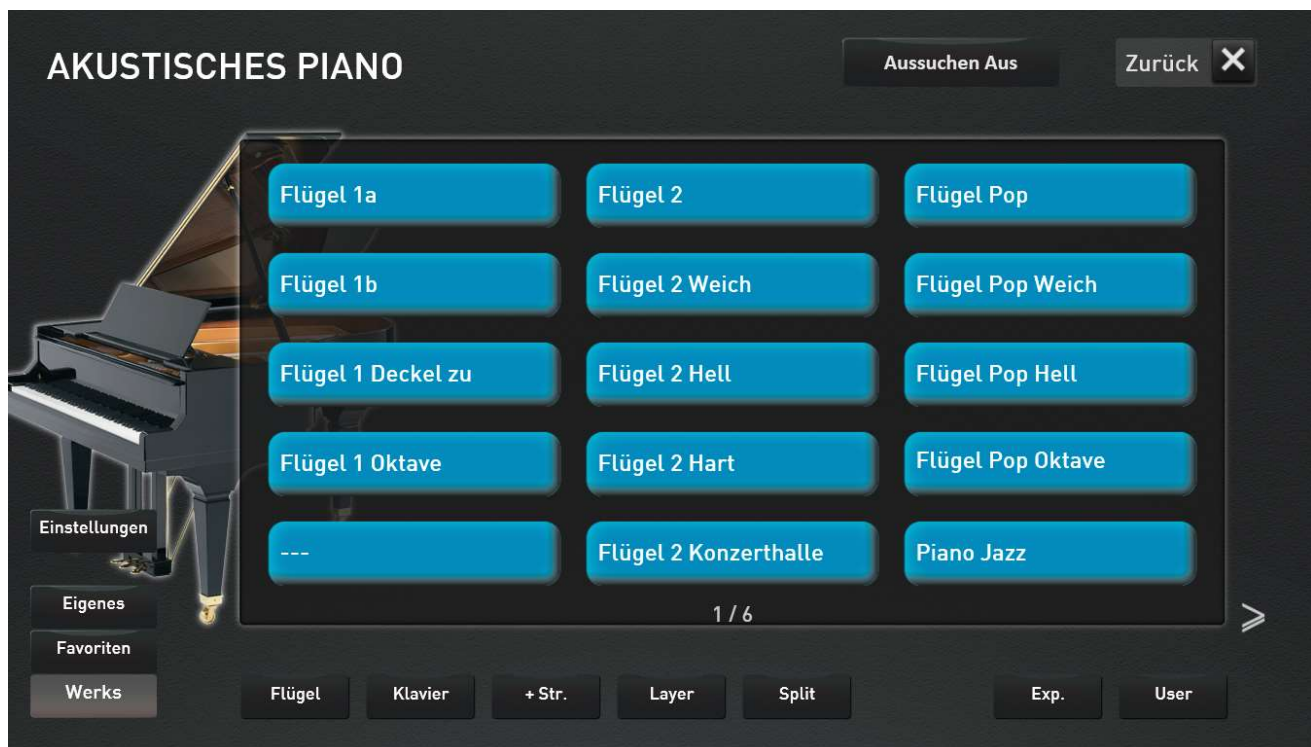 AKUSTISCHES PIANO
Aussuchen Aus
Zurück
Flügel 1a
Flügel 2
Flügel Pop
Flügel 1b
Flügel 2 Weich
Flügel Pop Weich
Flügel 1 Deckel zu
Flügel 2 Hell
Flügel Pop Hell
Flügel 1 Oktave
Flügel 2 Hart
Flügel Pop Oktave
---
Flügel 2 Konzerthalle
Piano Jazz
1 / 6
Einstellungen
Eigenes
Favoriten
Werks
Flügel
Klavier
+ Str.
Layer
Split
Exp.
User